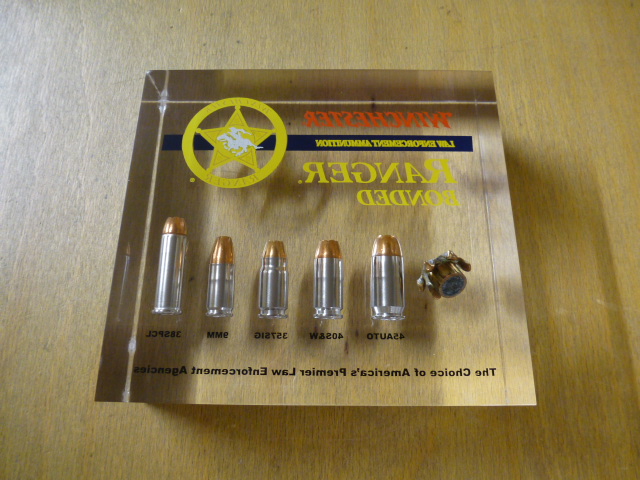 WINCHESTER
LAW ENFORCEMENT AMMUNITION
RANGER.
BONDED
45AUTO 40S&W 357SIG 9MM 38SPCL
The Choice of America's Premier Law Enforcement Agencies